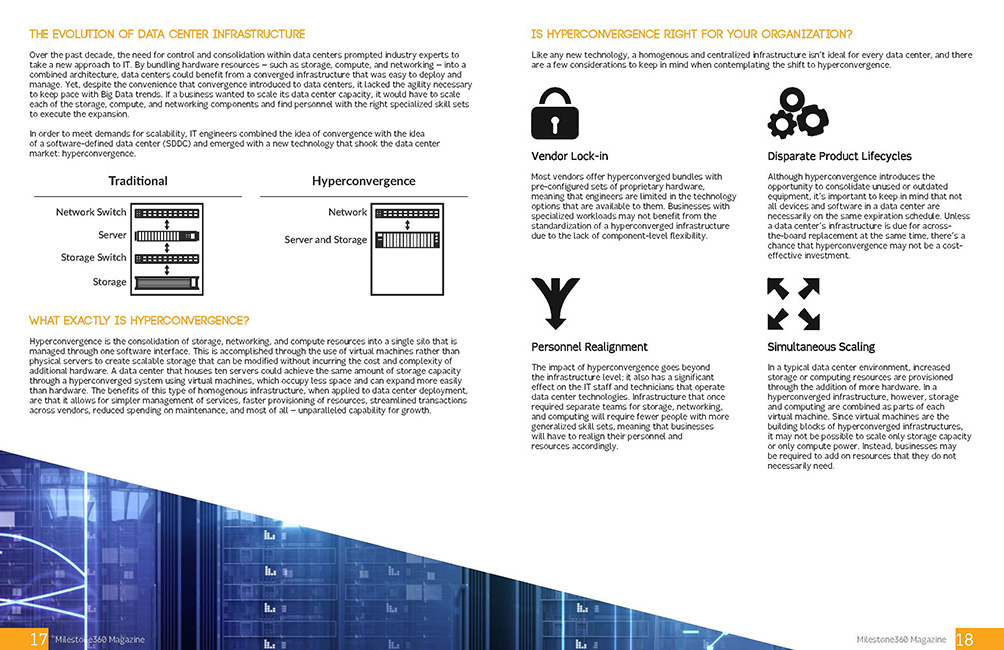 THE EVOLUTION OF DATA CENTER INFRASTRUCTURE
Over the past decade, the need for control and consolidation within data centers prompted industry experts to
take a new approach to IT. By bundling hardware resources – such as storage, compute, and networking – into a
combined architecture, data centers could benefit from a converged infrastructure that was easy to deploy and
manage. Yet, despite the convenience that convergence introduced to data centers, it lacked the agility necessary
to keep pace with Big Data trends. If a business wanted to scale its data center capacity, it would have to scale
each of the storage, compute, and networking components and find personnel with the right specialized skill sets
to execute the expansion.
In order to meet demands for scalability, IT engineers combined the idea of convergence with the idea
of a software-defined data center (SDDC) and emerged with a new technology that shook the data center
market: hyperconvergence.
Traditional
Network Switch
Server
Storage Switch
Storage
Hyperconvergence
Network
Server and Storage
WHAT EXACTLY IS HYPERCONVERGENCE?
Hyperconvergence is the consolidation of storage, networking, and compute resources into a single silo that is
managed through one software interface. This is accomplished through the use of virtual machines rather than
physical servers to create scalable storage that can be modified without incurring the cost and complexity of
additional hardware. A data center that houses ten servers could achieve the same amount of storage capacity
through a hyperconverged system using virtual machines, which occupy less space and can expand more easily
than hardware. The benefits of this type of homogenous infrastructure, when applied to data center deployment,
are that it allows for simpler management of services, faster provisioning of resources, streamlined transactions
across vendors, reduced spending on maintenance, and most of all – unparalleled capability for growth.
17 Milestone360 Magazine
IS HYPERCONVERGENCE RIGHT FOR YOUR ORGANIZATION?
Like any new technology, a homogenous and centralized infrastructure isn't ideal for every data center, and there
are a few considerations to keep in mind when contemplating the shift to hyperconvergence.
Vendor Lock-in
Most vendors offer hyperconverged bundles with
pre-configured sets of proprietary hardware,
meaning that engineers are limited in the technology
options that are available to them. Businesses with
specialized workloads may not benefit from the
standardization of a hyperconverged infrastructure
due to the lack of component-level flexibility.
Disparate Product Lifecycles
Although hyperconvergence introduces the
opportunity to consolidate unused or outdated
equipment, it's important to keep in mind that not
all devices and software in a data center are
necessarily on the same expiration schedule. Unless
a data center's infrastructure is due for across-
the-board replacement at the same time, there's a
chance that hyperconvergence may not be a cost-
effective investment.
Personnel Realignment
The impact of hyperconvergence goes beyond
the infrastructure level; it also has a significant
effect on the IT staff and technicians that operate
data center technologies. Infrastructure that once
required separate teams for storage, networking,
and computing will require fewer people with more
generalized skill sets, meaning that businesses
will have to realign their personnel and
resources accordingly.
Simultaneous Scaling
In a typical data center environment, increased
storage or computing resources are provisioned
through the addition of more hardware. In a
hyperconverged infrastructure, however, storage
and computing are combined as parts of each
virtual machine. Since virtual machines are the
building blocks of hyperconverged infrastructures,
it may not be possible to scale only storage capacity
or only compute power. Instead, businesses may
be required to add on resources that they do not
necessarily need.
Milestone360 Magazine 18